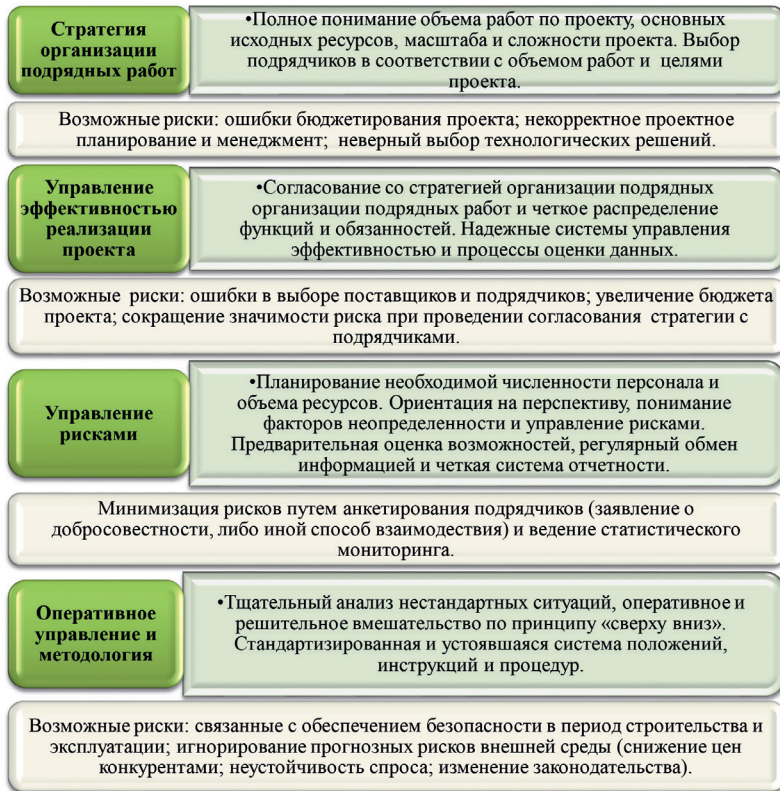 Стратегия
организации
подрядных работ
•Полное понимание объема работ по проекту, основных
исходных ресурсов, масштаба и сложности проекта. Выбор
подрядчиков в соответствии с объемом работ и целями
проекта.
Возможные риски: ошибки бюджетирования проекта; некорректное проектное
планирование и менеджмент; неверный выбор технологических решений.
Управление
эффективностью
реализации
проекта
•Согласование со стратегией организации подрядных
организации подрядных работ и четкое распределение
функций и обязанностей. Надежные системы управления
эффективностью и процессы оценки данных.
Возможные риски: ошибки в выборе поставщиков и подрядчиков; увеличение бюджета
проекта; сокращение значимости риска при проведении согласования стратегии с
подрядчиками.
Управление
рисками
•Планирование необходимой численности персонала и
объема ресурсов. Ориентация на перспективу, понимание
факторов неопределенности и управление рисками.
Предварительная оценка возможностей, регулярный обмен
информацией и четкая система отчетности.
Минимизация рисков путем анкетирования подрядчиков (заявление о
добросовестности, либо иной способ взаимодествия) и ведение статистического
мониторинга.
Оперативное
управление и
методология
•Тщательный анализ нестандартных ситуаций, оперативное и
решительное вмешательство по принципу «сверху вниз».
Стандартизированная и устоявшаяся система положений,
инструкций и процедур.
Возможные риски: связанные с обеспечением безопасности в период строительства и
эксплуатации; игнорирование прогнозных рисков внешней среды (снижение цен
конкурентами; неустойчивость спроса; изменение законодательства).